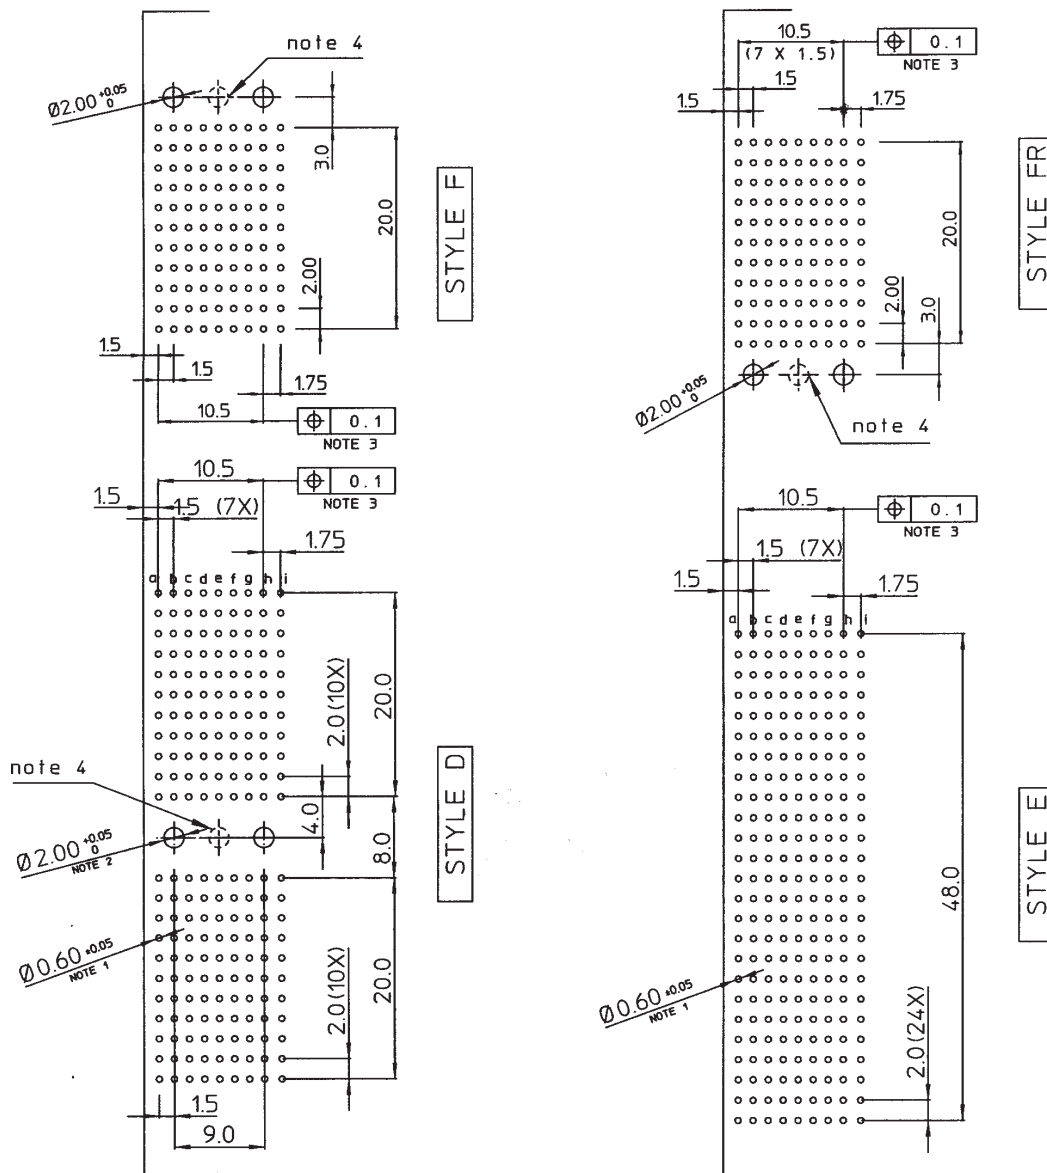 note 4
Ø2.00 +0.05 0
3.0
20.0
2.00
STYLE F
1.5
1.5
1.75
10.5
0.1
NOTE 3
10.5
0.1
NOTE 3
1.5
1.5 (7X)
1.75
a b c d e f g h i
2.0(10X)
20.0
note 4
4.0
8.0
Ø2.00 +0.05 0
NOTE 2
STYLE D
Ø0.60 ±0.05
NOTE 1
2.0(10X)
20.0
1.5
9.0
10.5
(7 X 1.5)
0.1
NOTE 3
1.5
1.5
1.75
STYLE FR
20.0
2.00
3.0
Ø2.00 +0.05 0
note 4
10.5
0.1
NOTE 3
1.5 (7X)
1.5
1.75
a b c d e f g h i
STYLE E
48.0
Ø0.60 ±0.05
NOTE 1
2.0(24X)